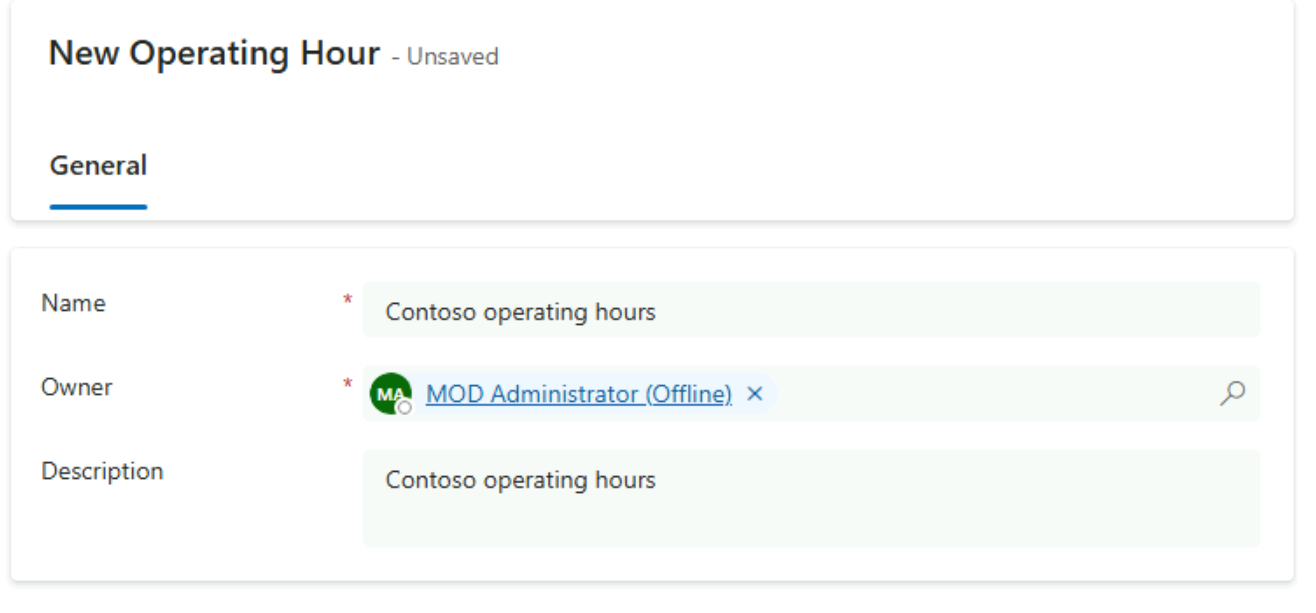 New Operating Hour - Unsaved
General
Name * Contoso operating hours
Owner * MA MOD Administrator (Offline)
Description Contoso operating hours